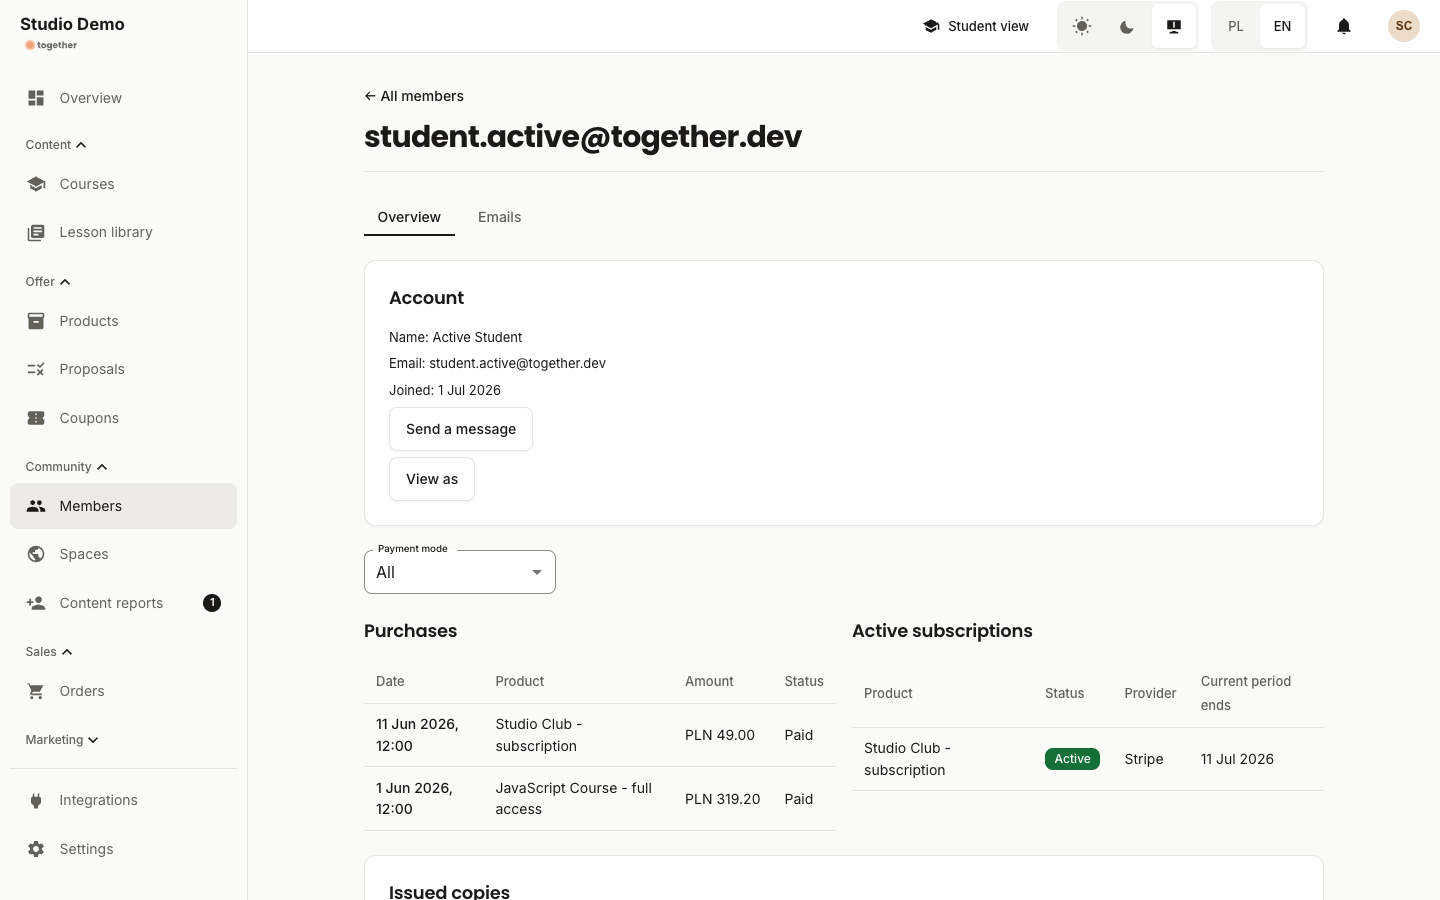 Studio Demo
together
Student view
PL
EN
SC
Overview
Content
Courses
Lesson library
Offer
Products
Proposals
Coupons
Community
Members
Spaces
Content reports
1
Sales
Orders
Marketing
Integrations
Settings
← All members
student.active@together.dev
Overview
Emails
Account
Name: Active Student
Email: student.active@together.dev
Joined: 1 Jul 2026
Send a message
View as
Payment mode
All
Purchases
Date
Product
Amount
Status
11 Jun 2026,
12:00
Studio Club -
subscription
PLN 49.00
Paid
1 Jun 2026,
12:00
JavaScript Course - full
access
PLN 319.20
Paid
Active subscriptions
Product
Status
Provider
Current period
ends
Studio Club -
subscription
Active
Stripe
11 Jul 2026
Issued copies